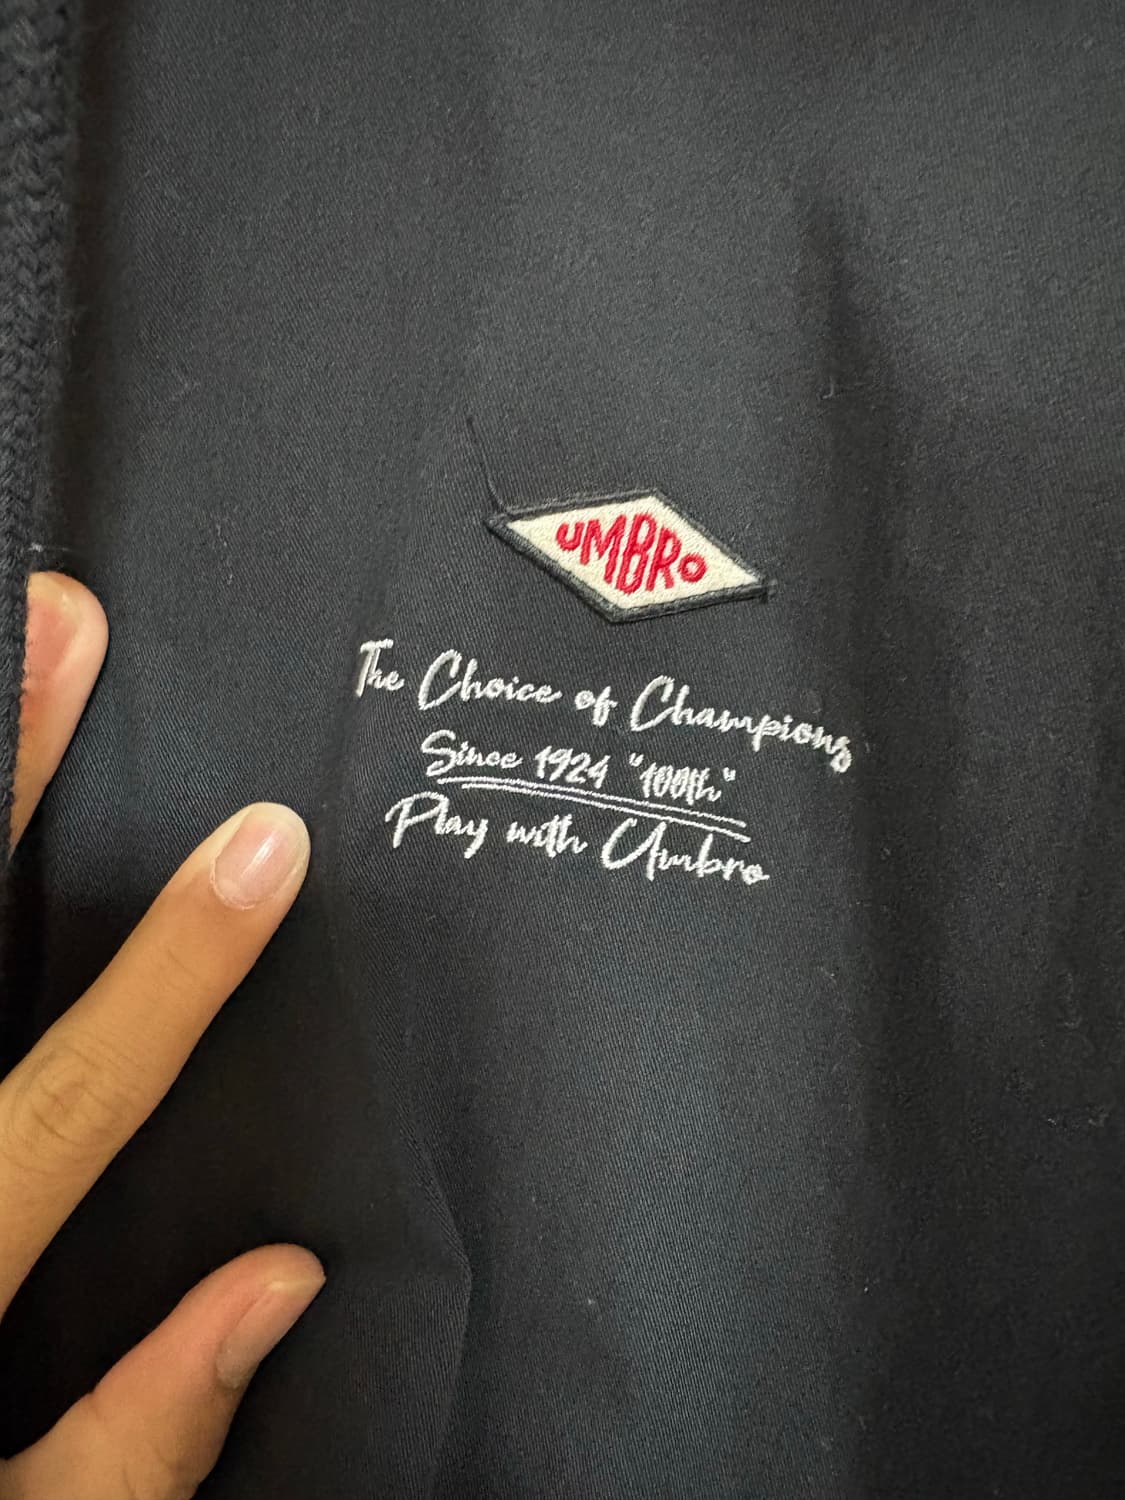 UMBRO
The Choice of Champions
Since 1924 "100th"
Play with Umbro